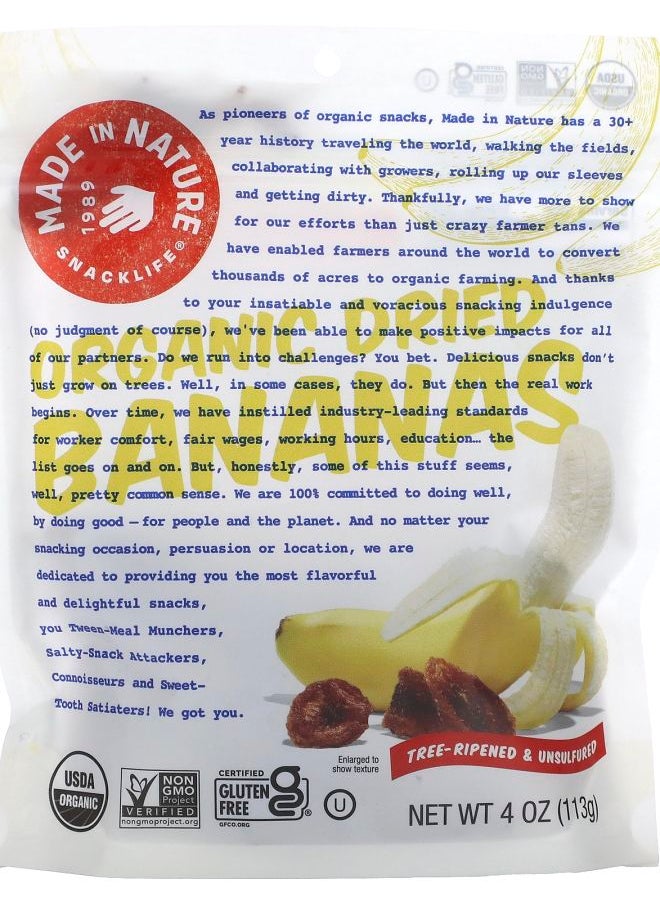 MADE IN NATURE
1989
SNACKLIFE®
As pioneers of organic snacks, Made in Nature has a 30+
year history traveling the world, walking the fields,
collaborating with growers, rolling up our sleeves
and getting dirty. Thankfully, we have more to show
for our efforts than just crazy farmer tans. We
have enabled farmers around the world to convert
thousands of acres to organic farming. And thanks
to your insatiable and voracious snacking indulgence
(no judgment of course), we've been able to make positive impacts for all
of our partners. Do we run into challenges? You bet. Delicious snacks don't
just grow on trees. Well, in some cases, they do. But then the real work
begins. Over time, we have instilled industry-leading standards
for worker comfort, fair wages, working hours, education… the
list goes on and on. But, honestly, some of this stuff seems,
well, pretty common sense. We are 100% committed to doing well,
by doing good – for people and the planet. And no matter your
snacking occasion, persuasion or location, we are
dedicated to providing you the most flavorful
and delightful snacks,
you Tween-Meal Munchers,
Salty-Snack Attackers,
Connoisseurs and Sweet-
Tooth Satiaters! We got you.
ORGANIC DRIED
BANANAS
Enlarged to
show texture
TREE-RIPENED & UNSULFURED
USDA
ORGANIC
NON
GMO
Project
VERIFIED
nongmoproject.org
CERTIFIED
GLUTEN
FREE
GFCO.ORG
U
NET WT 4 OZ (113g)
USDA
ORGANIC
NON
GMO
CERTIFIED
GLUTEN
FREE
U